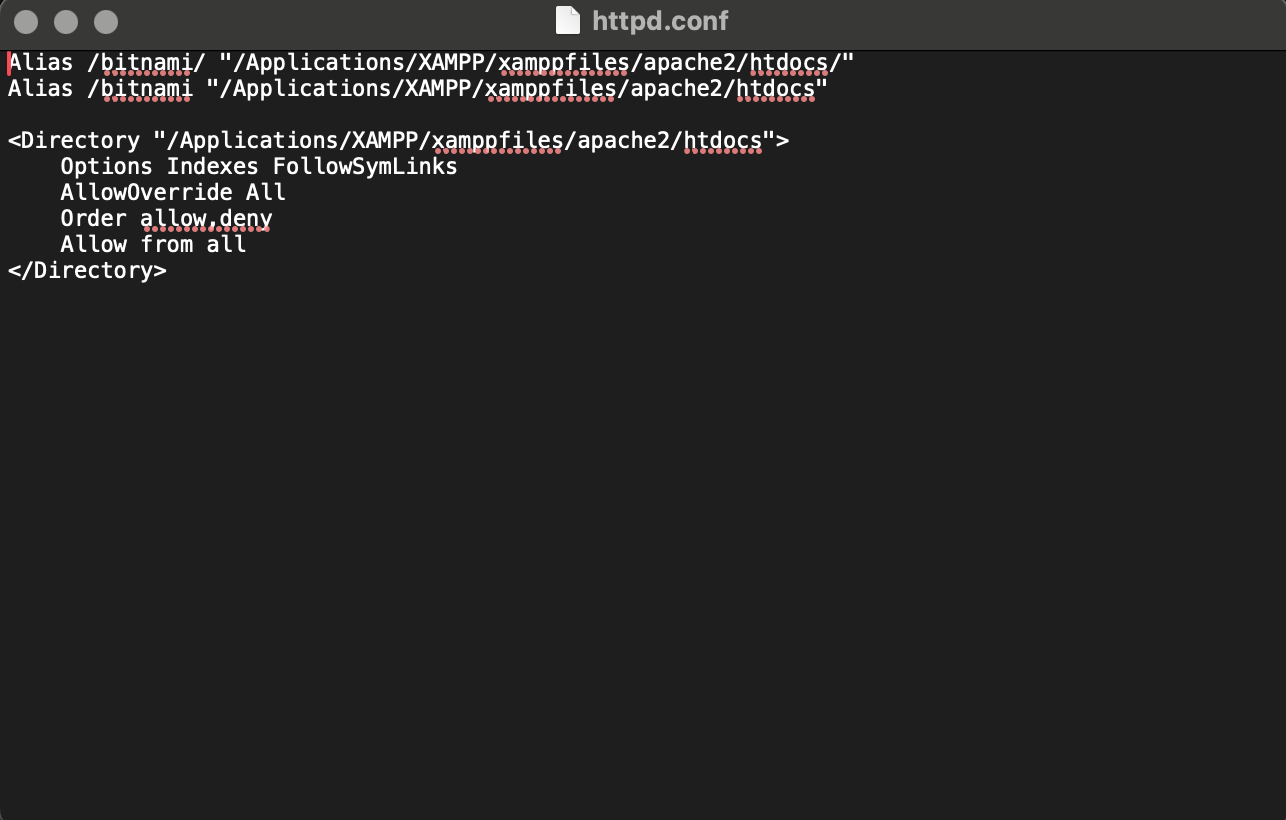 httpd.conf
Alias /bitnami/ "/Applications/XAMPP/xamppfiles/apache2/htdocs/"
Alias /bitnami "/Applications/XAMPP/xamppfiles/apache2/htdocs"
<Directory "/Applications/XAMPP/xamppfiles/apache2/htdocs">
Options Indexes FollowSymLinks
AllowOverride All
Order allow,deny
Allow from all
</Directory>